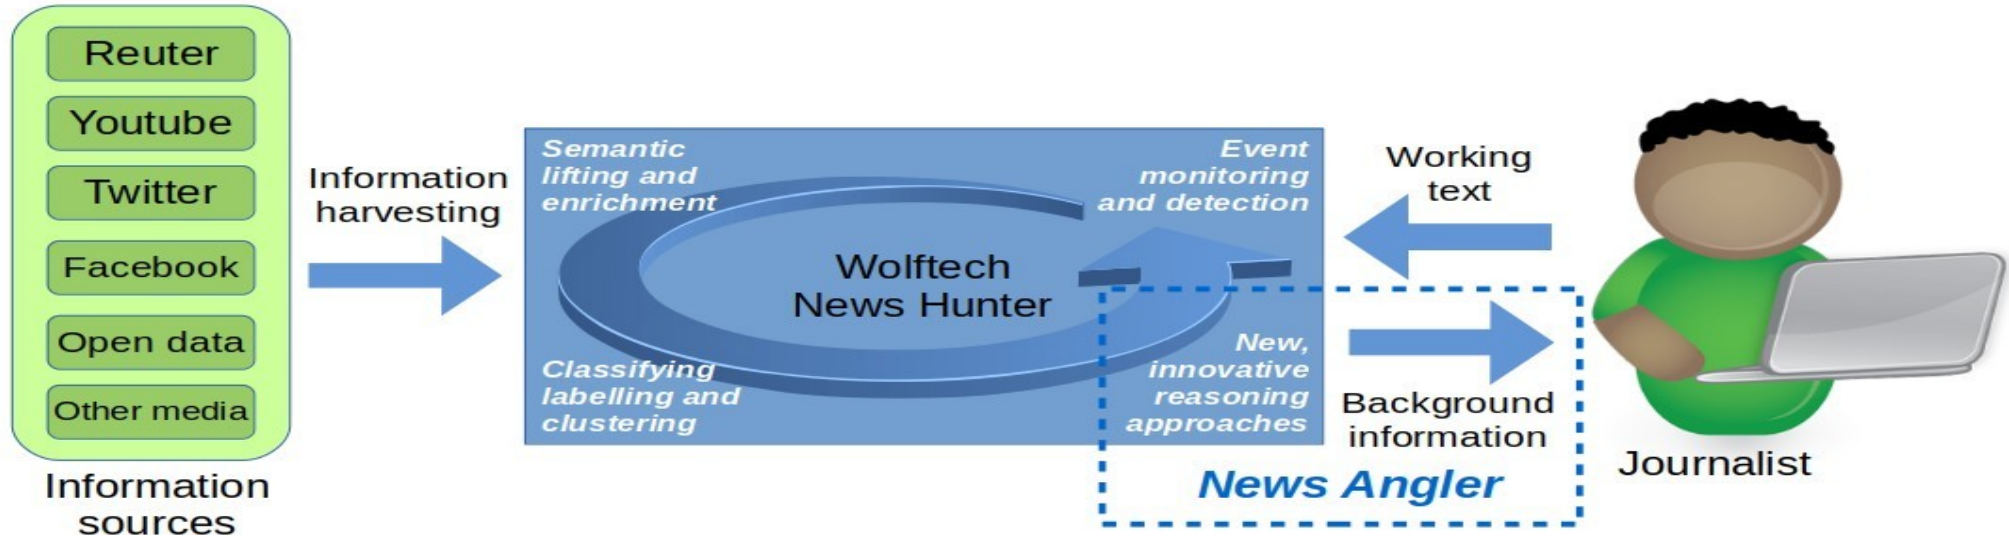 Reuter
Youtube
Twitter
Facebook
Open data
Other media
Information
sources
Information
harvesting
Semantic
lifting and
enrichment
Event
monitoring
and detection
Wolftech
News Hunter
Classifying
labelling and
clustering
New,
innovative
reasoning
approaches
Working
text
Background
information
News Angler
Journalist